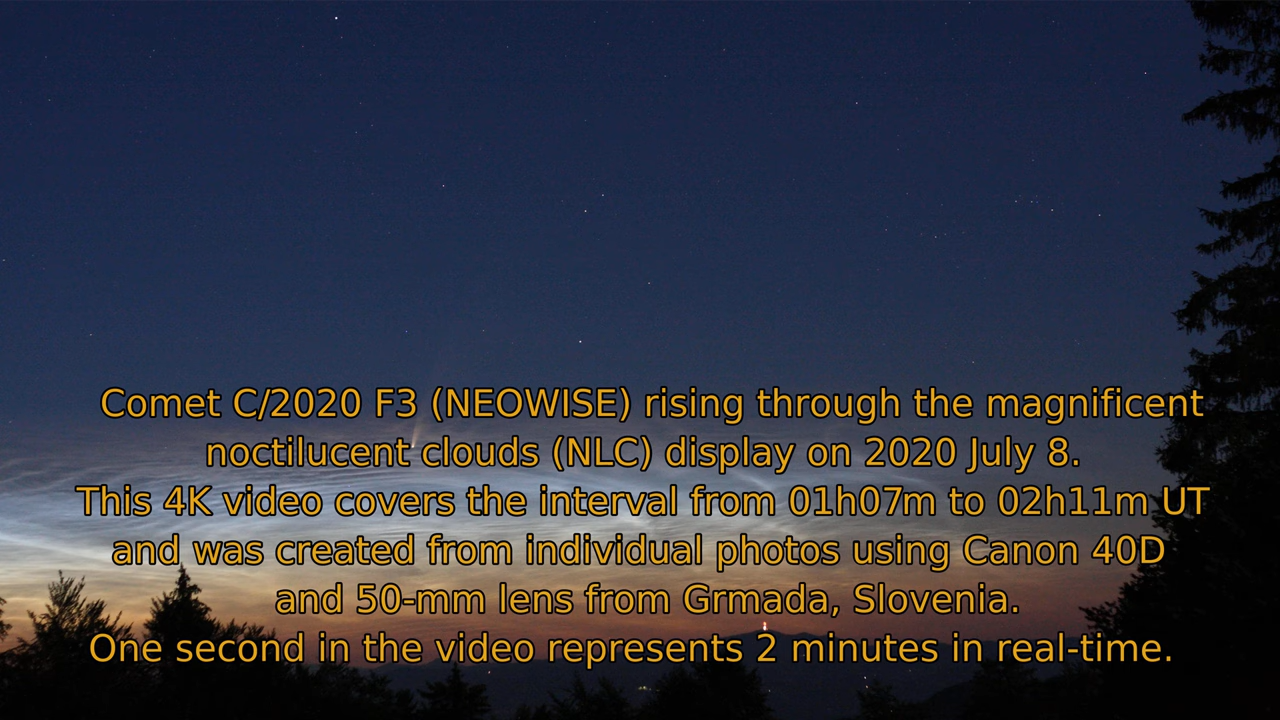 Comet C/2020 F3 (NEOWISE) rising through the magnificent
noctilucent clouds (NLC) display on 2020 July 8.
This 4K video covers the interval from 01h07m to 02h11m UT
and was created from individual photos using Canon 40D
and 50-mm lens from Grmada, Slovenia.
One second in the video represents 2 minutes in real-time.